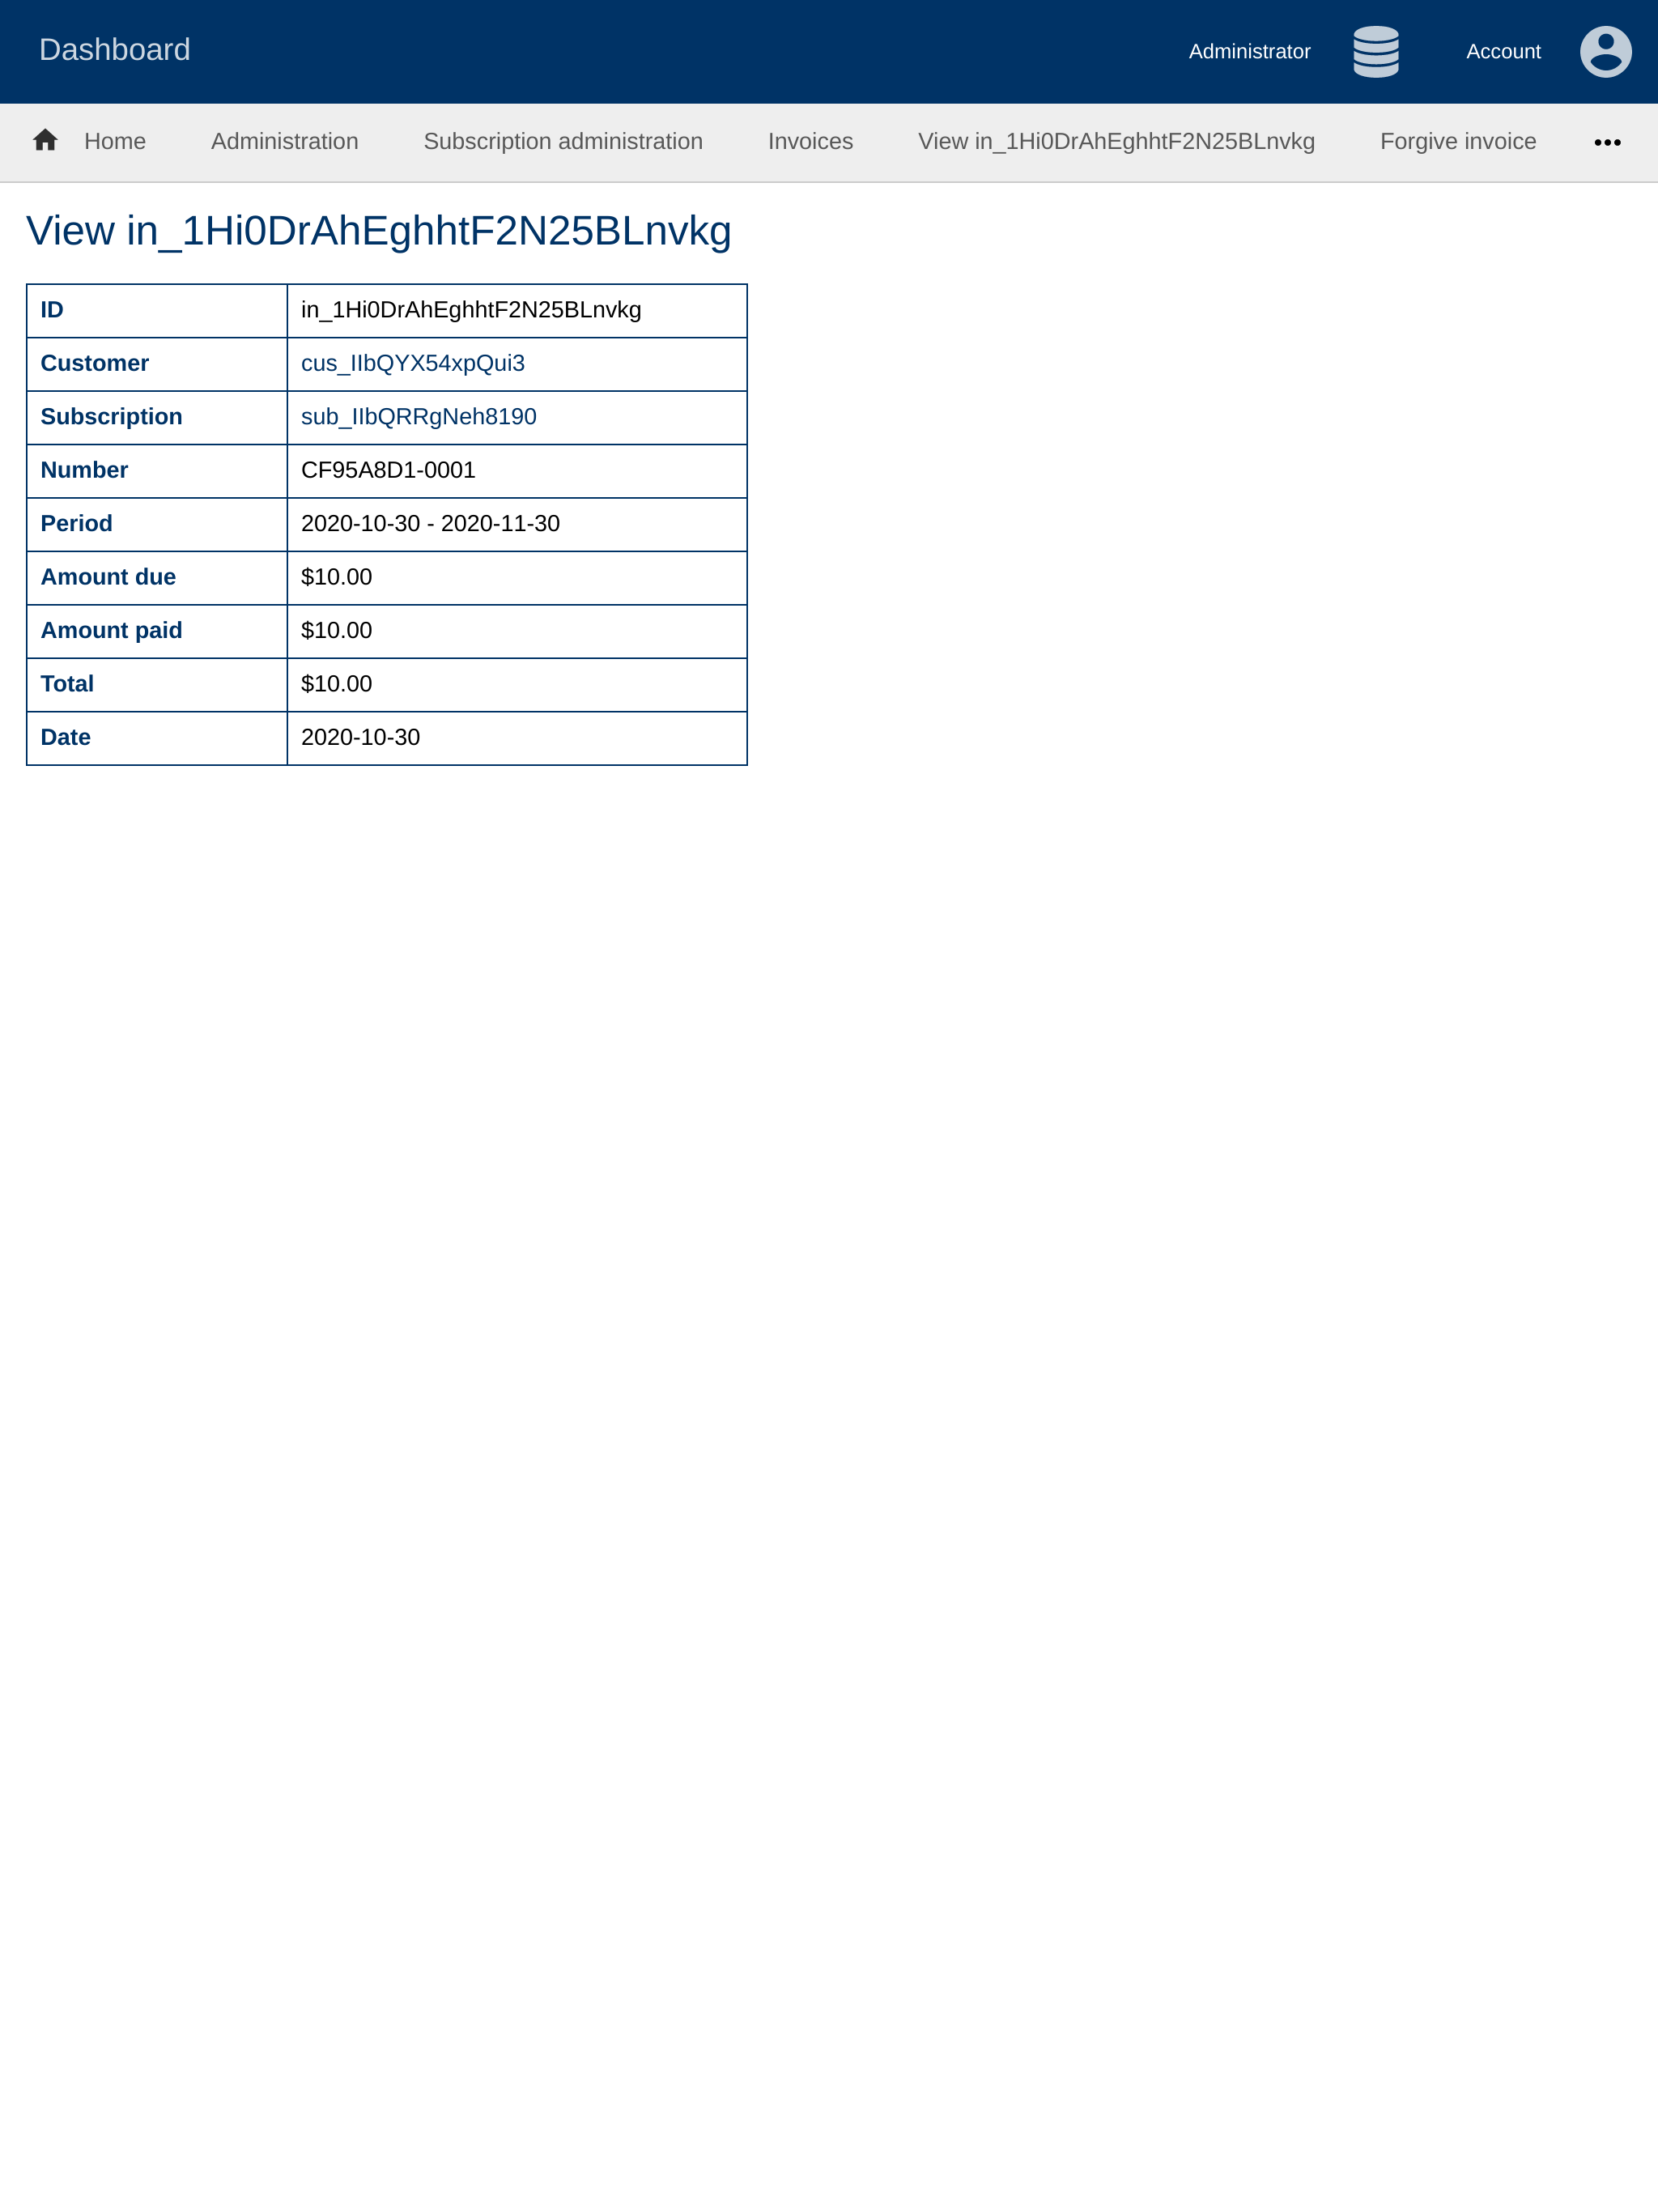 Dashboard Administrator Account
Home Administration Subscription administration Invoices View in_1Hi0DrAhEghhtF2N25BLnvkg Forgive invoice •••
View in_1Hi0DrAhEghhtF2N25BLnvkg
ID in_1Hi0DrAhEghhtF2N25BLnvkg
Customer cus_IIbQYX54xpQui3
Subscription sub_IIbQRRgNeh8190
Number CF95A8D1-0001
Period 2020-10-30 - 2020-11-30
Amount due $10.00
Amount paid $10.00
Total $10.00
Date 2020-10-30